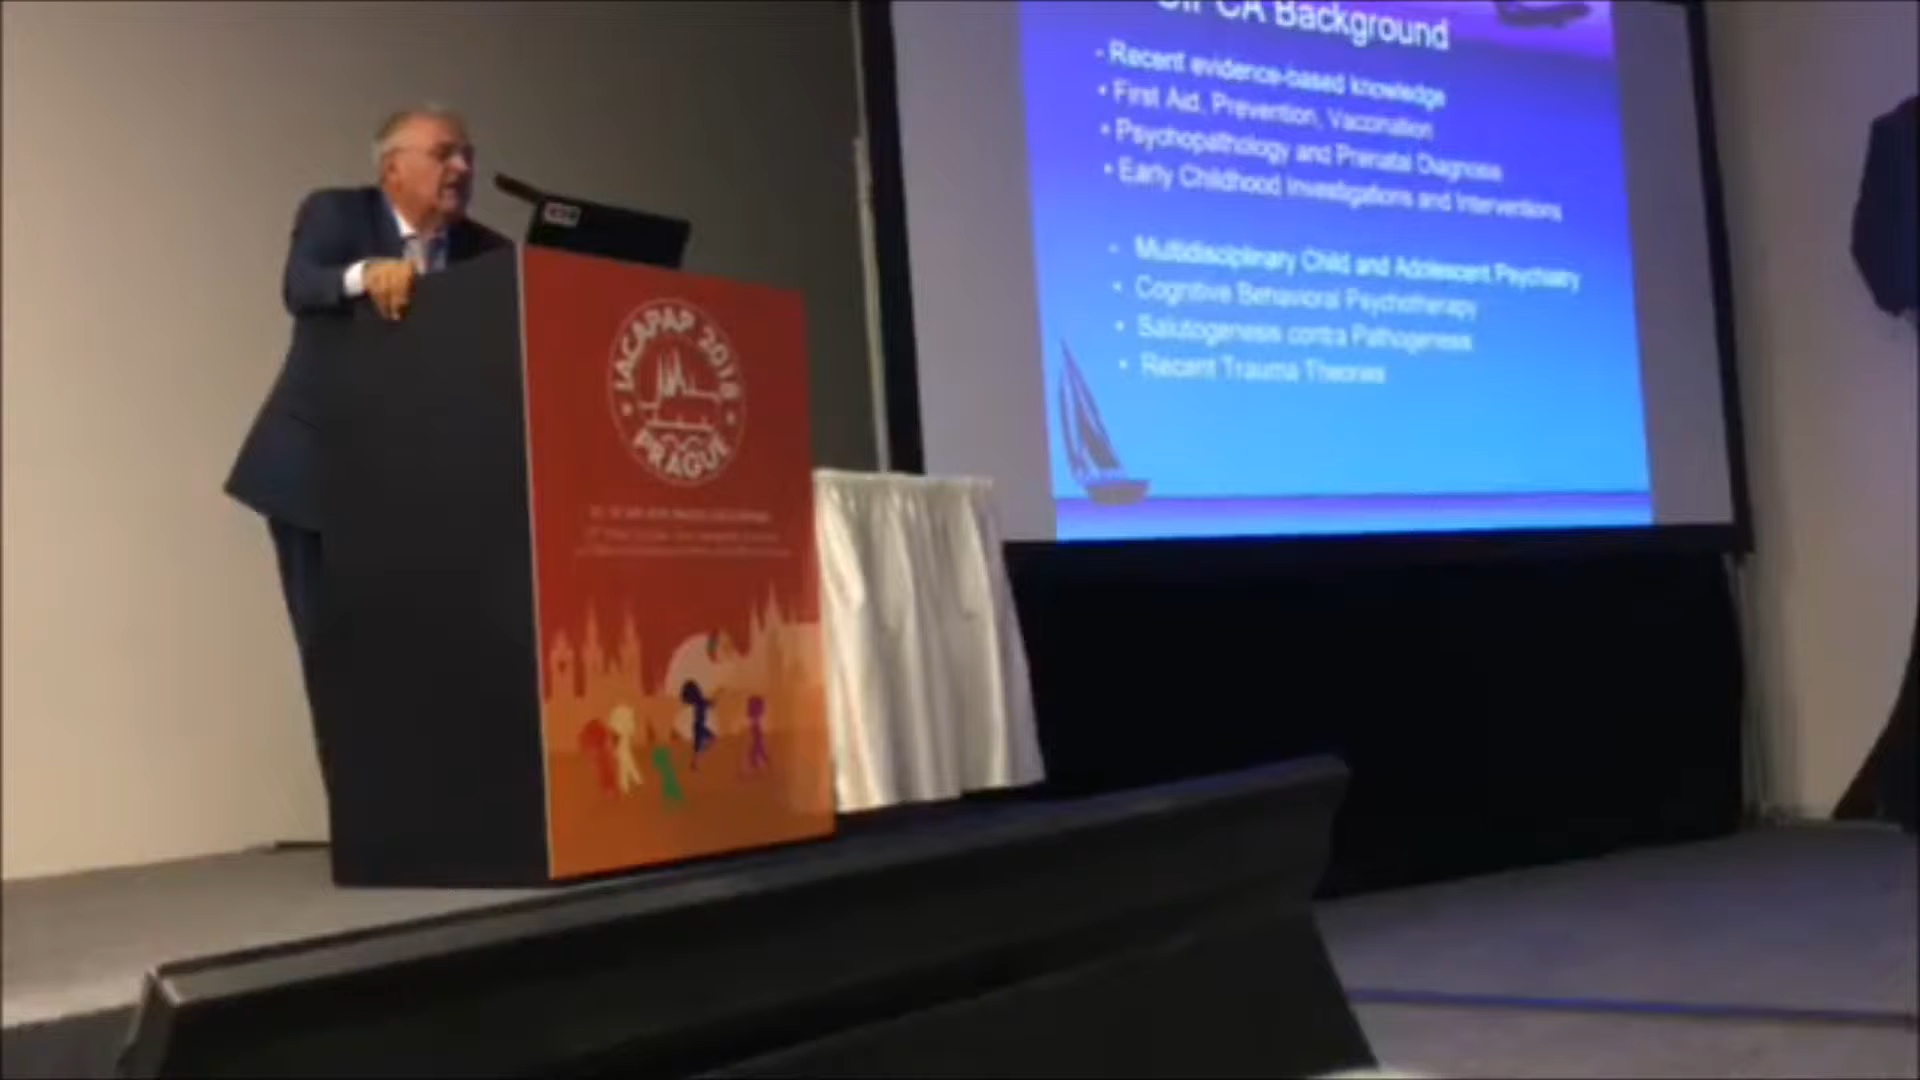 CA Background
- Recent evidence-based knowledge
• First Aid, Prevention, Vaccination
• Psychopathology and Prenatal Diagnosis
• Early Childhood Investigations and Interventions
- Multidisciplinary Child and Adolescent Psychiatry
• Cognitive Behavioral Psychotherapy
• Salutogenesis contra Pathogenesis
• Recent Trauma Theories
IACAPAP 2018
PRAGUE